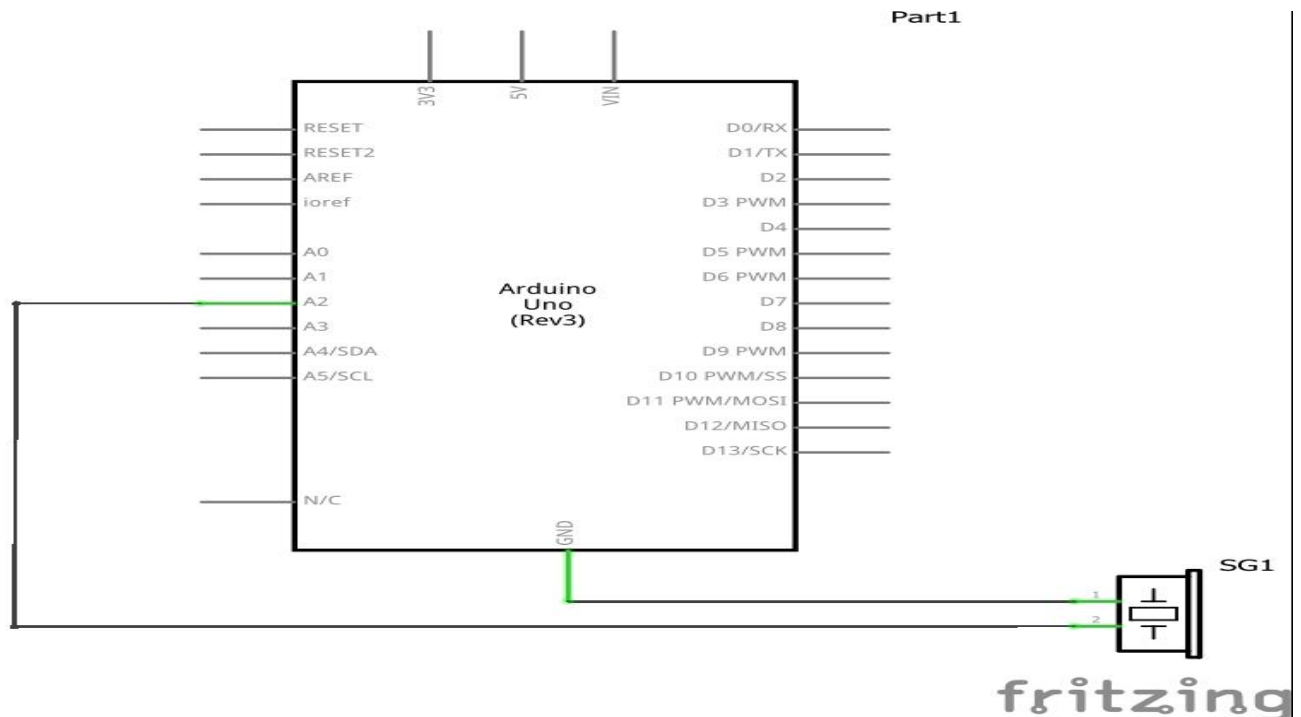 Part1
3V3
5V
VIN
RESET
RESET2
AREF
ioref
A0
A1
A2
A3
A4/SDA
A5/SCL
N/C
Arduino
Uno
(Rev3)
D0/RX
D1/TX
D2
D3 PWM
D4
D5 PWM
D6 PWM
D7
D8
D9 PWM
D10 PWM/SS
D11 PWM/MOSI
D12/MISO
D13/SCK
GND
SG1
1
2
fritzing